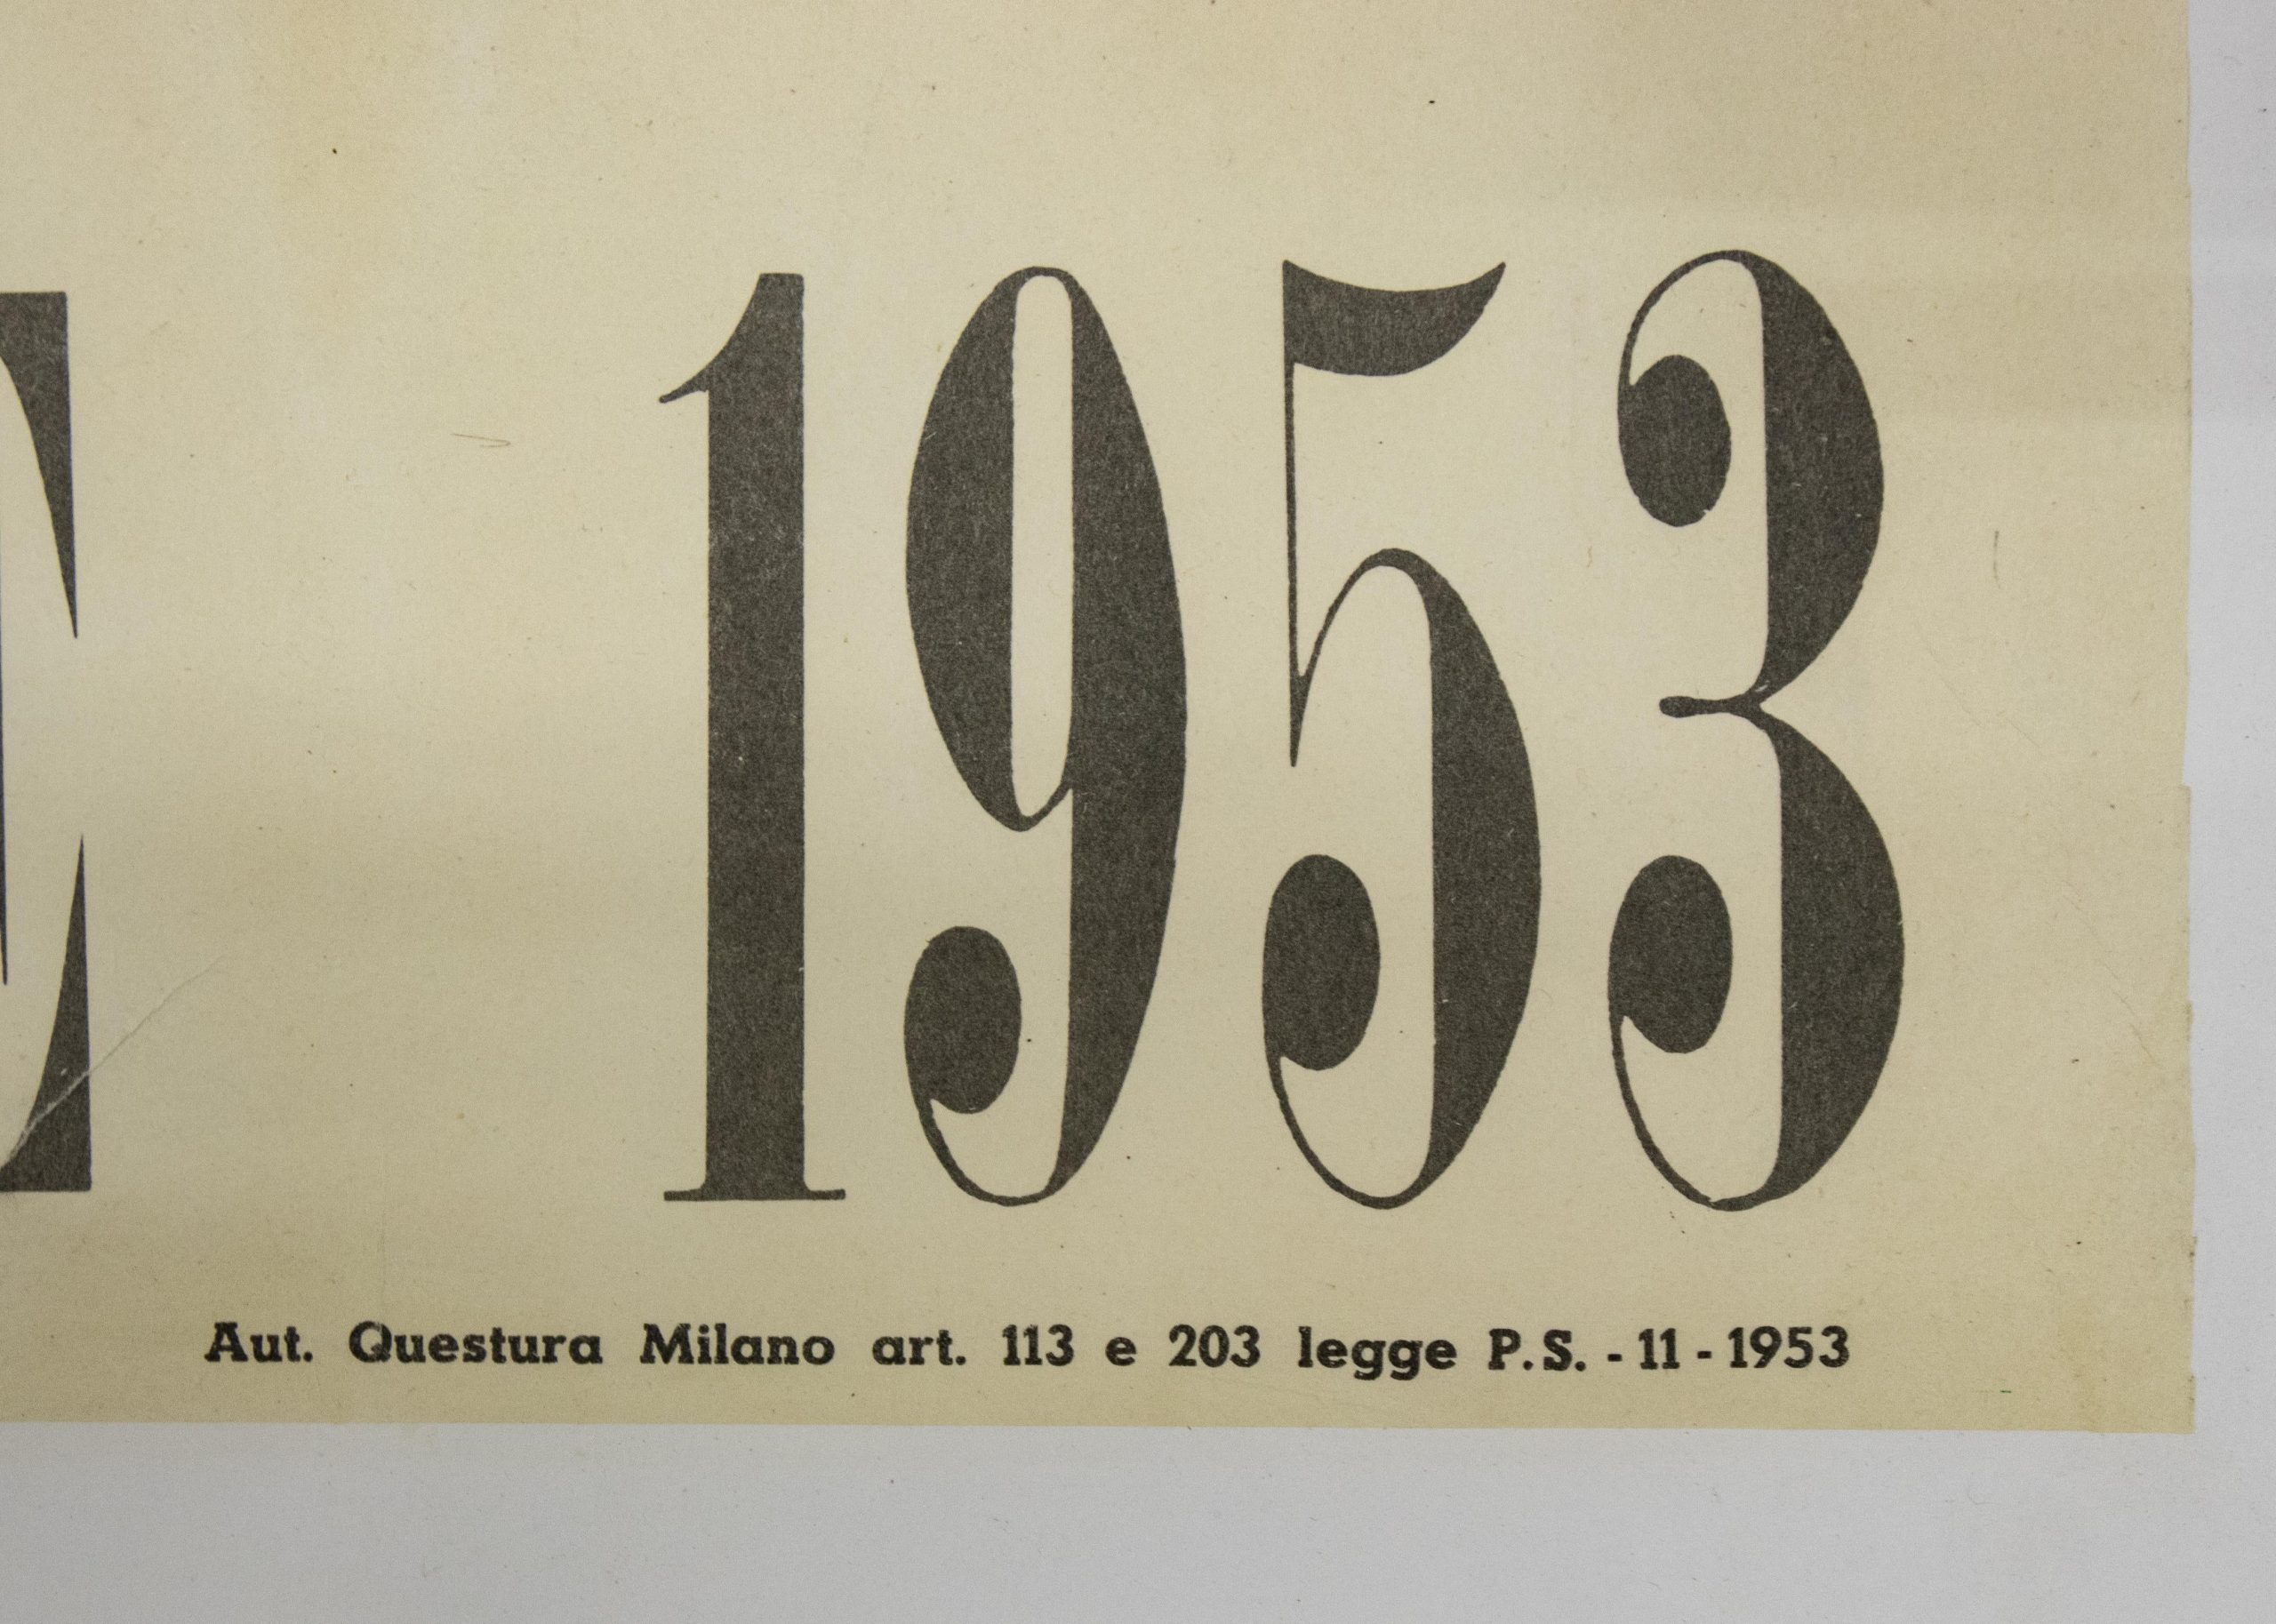 E 1953
Aut. Questura Milano art. 113 e 203 legge P.S. - 11 - 1953